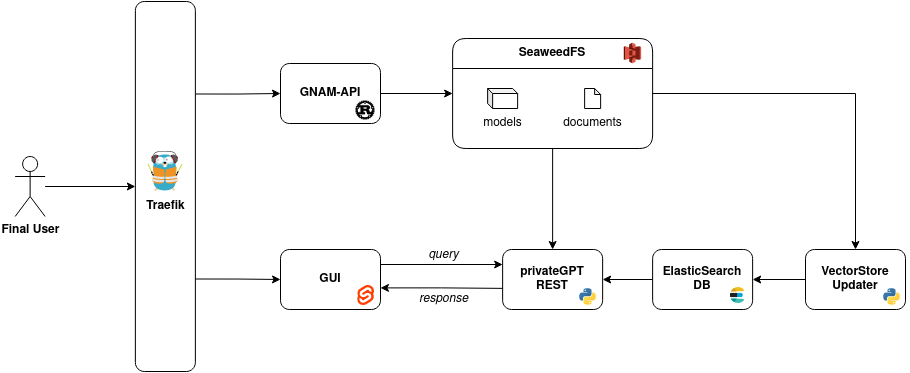 SeaweedFS
GNAM-API
models
documents
Traefik
Final User
query
GUI
response
privateGPT
REST
ElasticSearch
DB
VectorStore
Updater